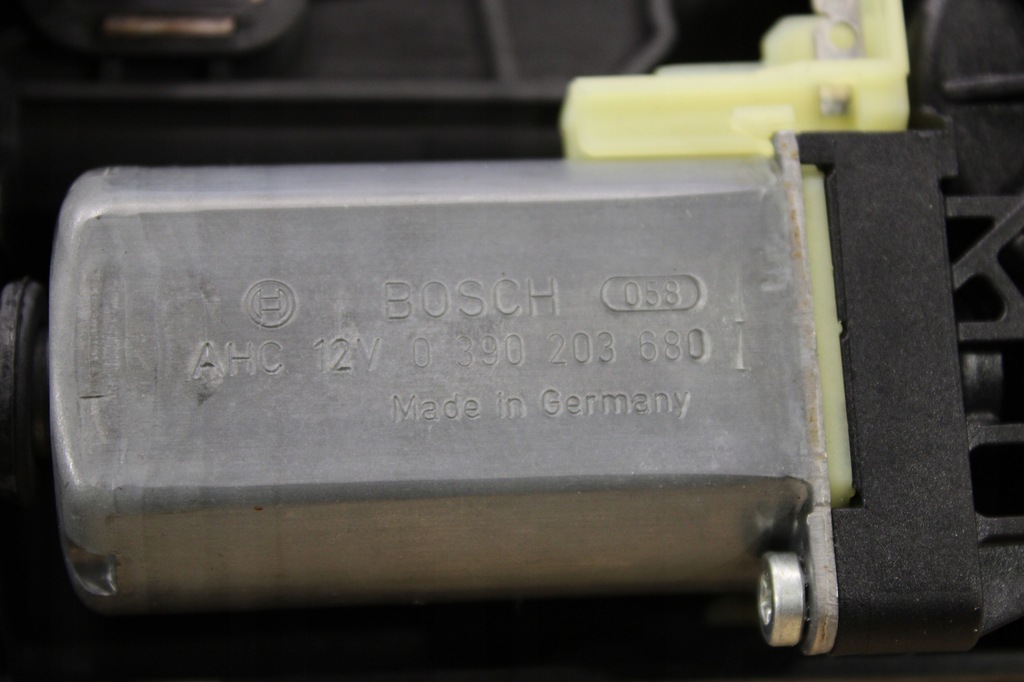 BOSCH 058
AHC 12V 0 390 203 680
Made in Germany